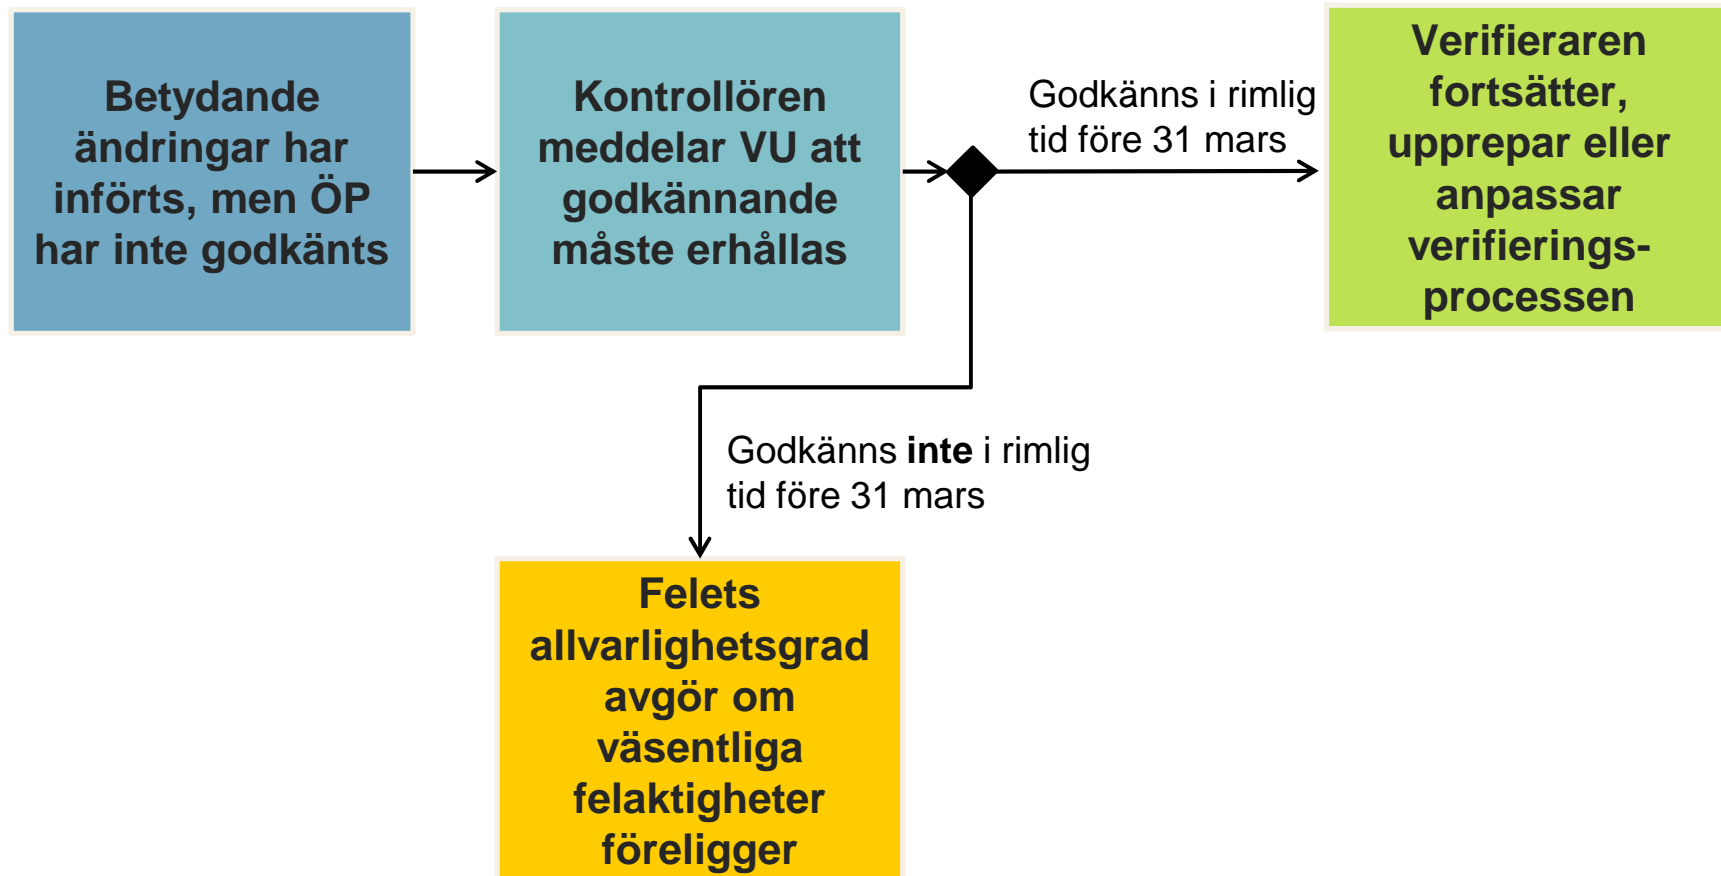 Betydande
ändringar har
införts, men ÖP
har inte godkänts
Kontrollören
meddelar VU att
godkännande
måste erhållas
Godkänns i rimlig
tid före 31 mars
Verifieraren
fortsätter,
upprepar eller
anpassar
verifierings-
processen
Godkänns inte i rimlig
tid före 31 mars
Felets
allvarlighetsgrad
avgör om
väsentliga
felaktigheter
föreligger